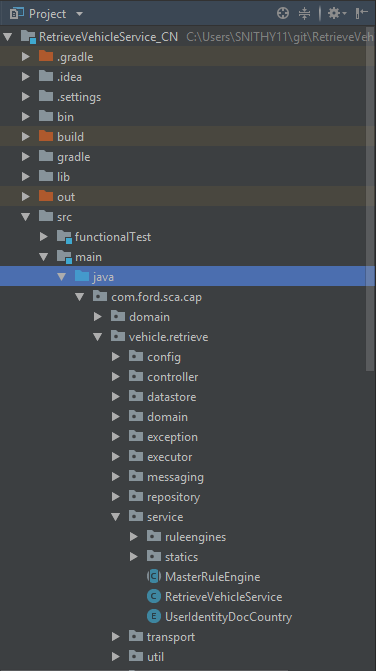 Project
RetrieveVehicleService_CN C:\Users\SNITHY11\git\RetrieveVeh
.gradle
.idea
.settings
bin
build
gradle
lib
out
src
functionalTest
main
java
com.ford.sca.cap
domain
vehicle.retrieve
config
controller
datastore
domain
exception
executor
messaging
repository
service
ruleengines
statics
C MasterRuleEngine
C RetrieveVehicleService
E UserIdentityDocCountry
transport
util